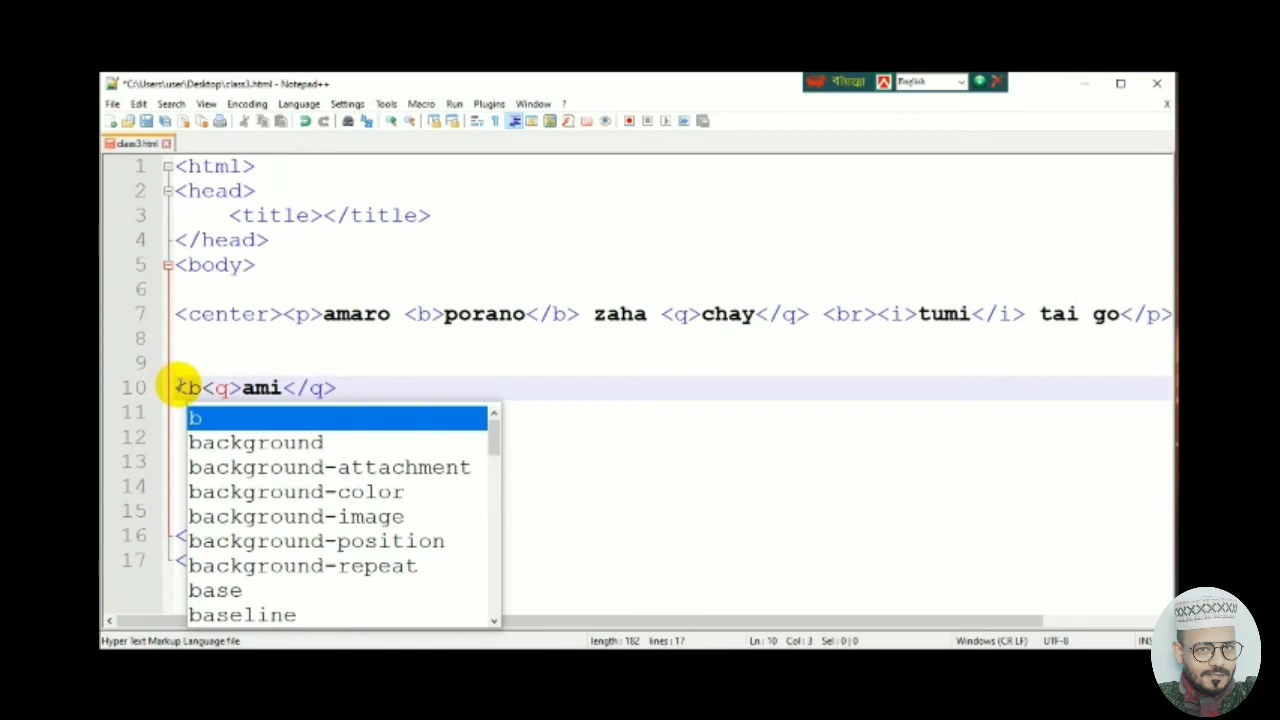 *C:\Users\user\Desktop\class3.html - Notepad++
বাংলা English
File Edit Search View Encoding Language Settings Tools Macro Run Plugins Window ? X
class3.html
1 <html>
2 <head>
3 <title></title>
4 </head>
5 <body>
6
7 <center><p>amaro <b>porano</b> zaha <q>chay</q> <br><i>tumi</i> tai go</p>
8
9
10 <b<q>ami</q>
11 b
background
12 background-attachment
13 background-color
14 background-image
15 background-position
16 < background-repeat
17 < base
baseline
Hyper Text Markup Language file length : 182 lines : 17 Ln : 10 Col : 3 Sel : 0 | 0 Windows (CR LF) UTF-8 INS